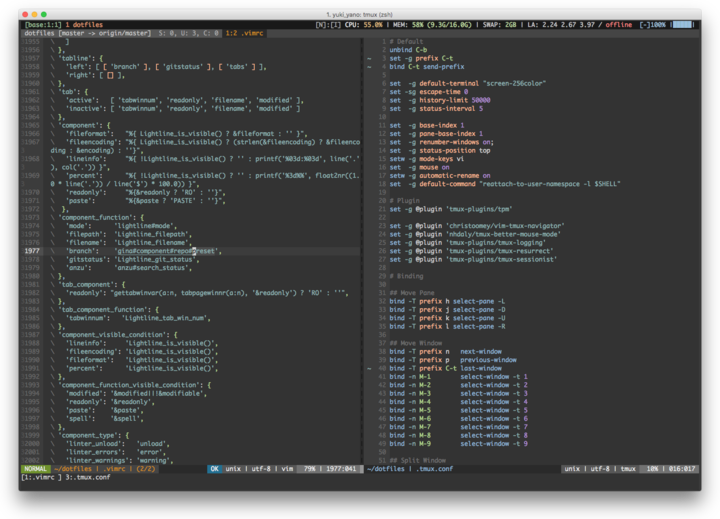 1. yuki_yano: tmux (zsh)
[base:1:1] 1 dotfiles
[N]:[I] CPU: 55.0% | MEM: 58% (9.3G/16.0G) | SWAP: 2GB | LA: 2.24 2.67 3.97 / offline [-]100%
dotfiles [master -> origin/master] S: 0, U: 3, C: 0 1:2 .vimrc
1955 \ ]
1956 \ },
1957 \ 'tabline': {
1958 \ 'left': [ [ 'branch' ], [ 'gitstatus' ], [ 'tabs' ] ],
1959 \ 'right': [ [] ],
1960 \ },
1961 \ 'tab': {
1962 \ 'active': [ 'tabwinnum', 'readonly', 'filename', 'modified' ],
1963 \ 'inactive': [ 'tabwinnum', 'readonly', 'filename', 'modified' ]
1964 \ },
1965 \ 'component': {
1966 \ 'fileformat': "%{ Lightline_is_visible() ? &fileformat : '' }",
1967 \ 'fileencoding': "%{ Lightline_is_visible() ? (strlen(&fileencoding) ? &fileenco
ding : &encoding) : ''}",
1968 \ 'lineinfo': "%{ !Lightline_is_visible() ? '' : printf('%03d:%03d', line('.'
), col('.')) }",
1969 \ 'percent': "%{ !Lightline_is_visible() ? '' : printf('%3d%%', float2nr((1.
0 * line('.')) / line('$') * 100.0)) }",
1970 \ 'readonly': "%{&readonly ? 'RO' : ''}",
1971 \ 'paste': "%{&paste ? 'PASTE' : ''}",
1972 \ },
1973 \ 'component_function': {
1974 \ 'mode': 'lightline#mode',
1975 \ 'filepath': 'Lightline_filepath',
1976 \ 'filename': 'Lightline_filename',
1977 \ 'branch': 'gina#component#repo#preset',
1978 \ 'gitstatus': 'Lightline_git_status',
1979 \ 'anzu': 'anzu#search_status',
1980 \ },
1981 \ 'tab_component': {
1982 \ 'readonly': "gettabwinvar(a:n, tabpagewinnr(a:n), '&readonly') ? 'RO' : ''",
1983 \ },
1984 \ 'tab_component_function': {
1985 \ 'tabwinnum': 'Lightline_tab_win_num',
1986 \ },
1987 \ 'component_visible_condition': {
1988 \ 'lineinfo': 'Lightline_is_visible()',
1989 \ 'fileencoding': 'Lightline_is_visible()',
1990 \ 'fileformat': 'Lightline_is_visible()',
1991 \ 'percent': 'Lightline_is_visible()',
1992 \ },
1993 \ 'component_function_visible_condition': {
1994 \ 'modified': '&modified||!&modifiable',
1995 \ 'readonly': '&readonly',
1996 \ 'paste': '&paste',
1997 \ 'spell': '&spell',
1998 \ },
1999 \ 'component_type': {
2000 \ 'linter_unload': 'unload',
2001 \ 'linter_errors': 'error',
2002 \ 'linter_warnings': 'warning',
NORMAL ~/dotfiles | .vimrc | (2/2) OK unix | utf-8 | vim 79% | 1977:041
[1:.vimrc ] 3:.tmux.conf
1 # Default
2 unbind C-b
~ 3 set -g prefix C-t
~ 4 bind C-t send-prefix
5
6 set -g default-terminal "screen-256color"
7 set -sg escape-time 0
8 set -g history-limit 50000
9 set -g status-interval 5
10
11 set -g base-index 1
12 set -g pane-base-index 1
13 set -g renumber-windows on;
14 set -g status-position top
15 setw -g mode-keys vi
16 set -g mouse on
17 setw -g automatic-rename on
18 set -g default-command "reattach-to-user-namespace -l $SHELL"
19
20 # Plugin
21 set -g @plugin 'tmux-plugins/tpm'
22
23 set -g @plugin 'christoomey/vim-tmux-navigator'
24 set -g @plugin 'nhdaly/tmux-better-mouse-mode'
25 set -g @plugin 'tmux-plugins/tmux-logging'
26 set -g @plugin 'tmux-plugins/tmux-resurrect'
27 set -g @plugin 'tmux-plugins/tmux-sessionist'
28
29 # Binding
30
31 ## Move Pane
32 bind -T prefix h select-pane -L
33 bind -T prefix j select-pane -D
34 bind -T prefix k select-pane -U
35 bind -T prefix l select-pane -R
36
37 ## Move Window
38 bind -T prefix n next-window
39 bind -T prefix p previous-window
~ 40 bind -T prefix C-t last-window
41 bind -n M-1 select-window -t 1
42 bind -n M-2 select-window -t 2
43 bind -n M-3 select-window -t 3
44 bind -n M-4 select-window -t 4
45 bind -n M-5 select-window -t 5
46 bind -n M-6 select-window -t 6
47 bind -n M-7 select-window -t 7
48 bind -n M-8 select-window -t 8
49 bind -n M-9 select-window -t 9
50
51 ## Split Window
~/dotfiles | .tmux.conf unix | utf-8 | tmux 10% | 016:017